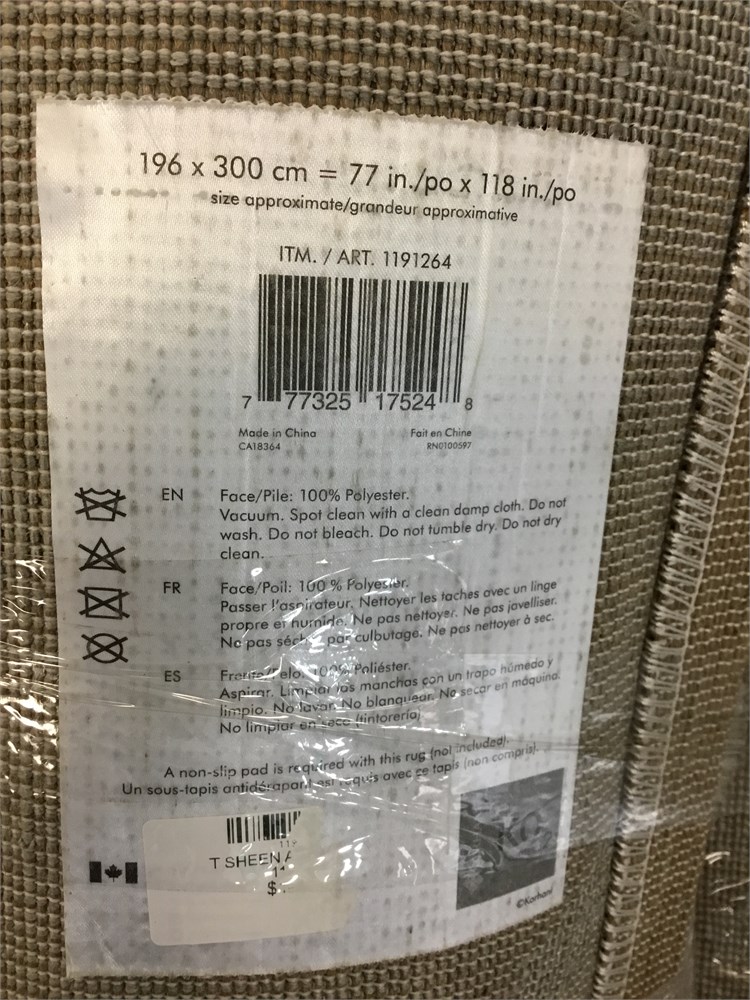 196 x 300 cm = 77 in./po x 118 in./po
size approximate/grandeur approximative
ITM. / ART. 1191264
7 77325 17524 8
Made in China Fait en Chine
CA18364 RN0100597
EN Face/Pile: 100% Polyester.
Vacuum. Spot clean with a clean damp cloth. Do not
wash. Do not bleach. Do not tumble dry. Do not dry
clean.
FR Face/Poil: 100 % Polyester.
Passer l'aspirateur. Nettoyer les taches avec un linge
propre et humide. Ne pas nettoyer. Ne pas javelliser.
Ne pas par culbutage. Ne pas nettoyer à sec.
ES 100% Poliéster.
Aspirar. Limpiar las manchas con un trapo húmedo y
limpio. No lavar. No blanquear. No secar en máquina.
No limpiar en seco (tintorería)
A non-slip pad is required with this rug (not included).
Un sous-tapis antidérapant est requis avec ce tapis (non compris).
119
T SHEEN
$
©Korhani